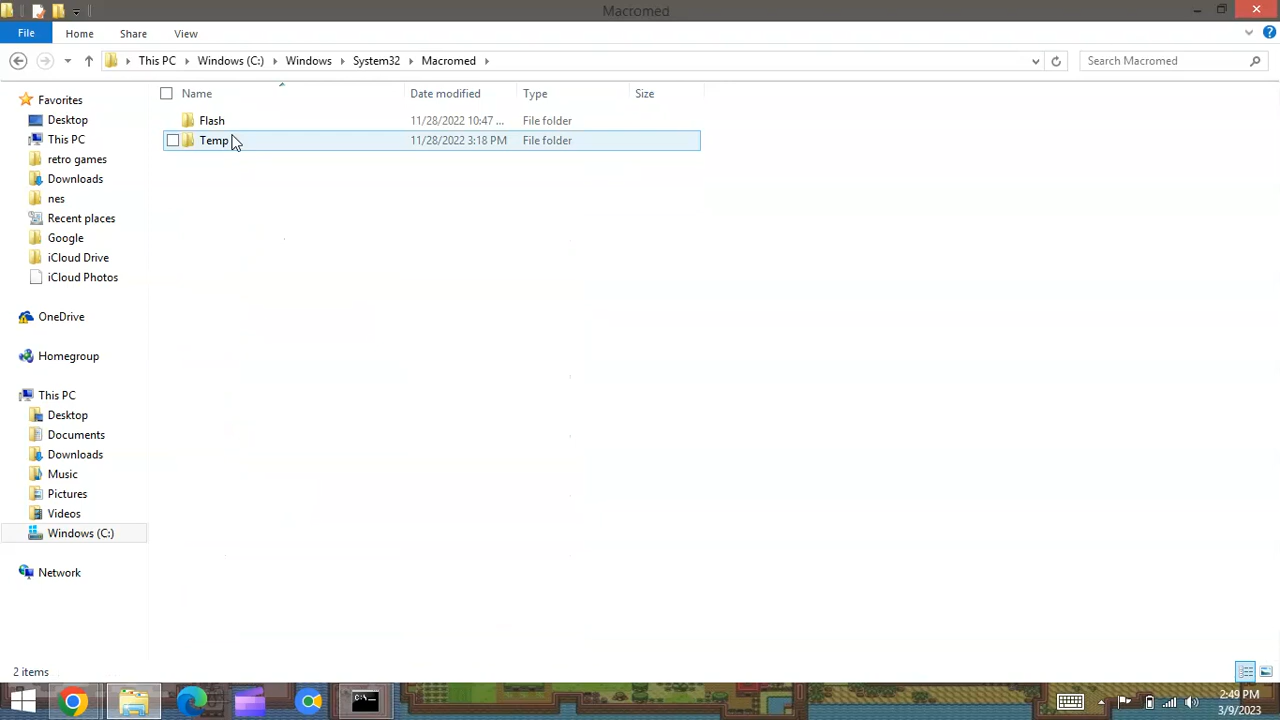 Macromed
File Home Share View
This PC Windows (C:) Windows System32 Macromed
Search Macromed
Name Date modified Type Size
Flash 11/28/2022 10:47 ... File folder
Temp 11/28/2022 3:18 PM File folder
Favorites
Desktop
This PC
retro games
Downloads
nes
Recent places
Google
iCloud Drive
iCloud Photos
OneDrive
Homegroup
This PC
Desktop
Documents
Downloads
Music
Pictures
Videos
Windows (C:)
Network
2 items
C:\_
2:49 PM
3/9/2023